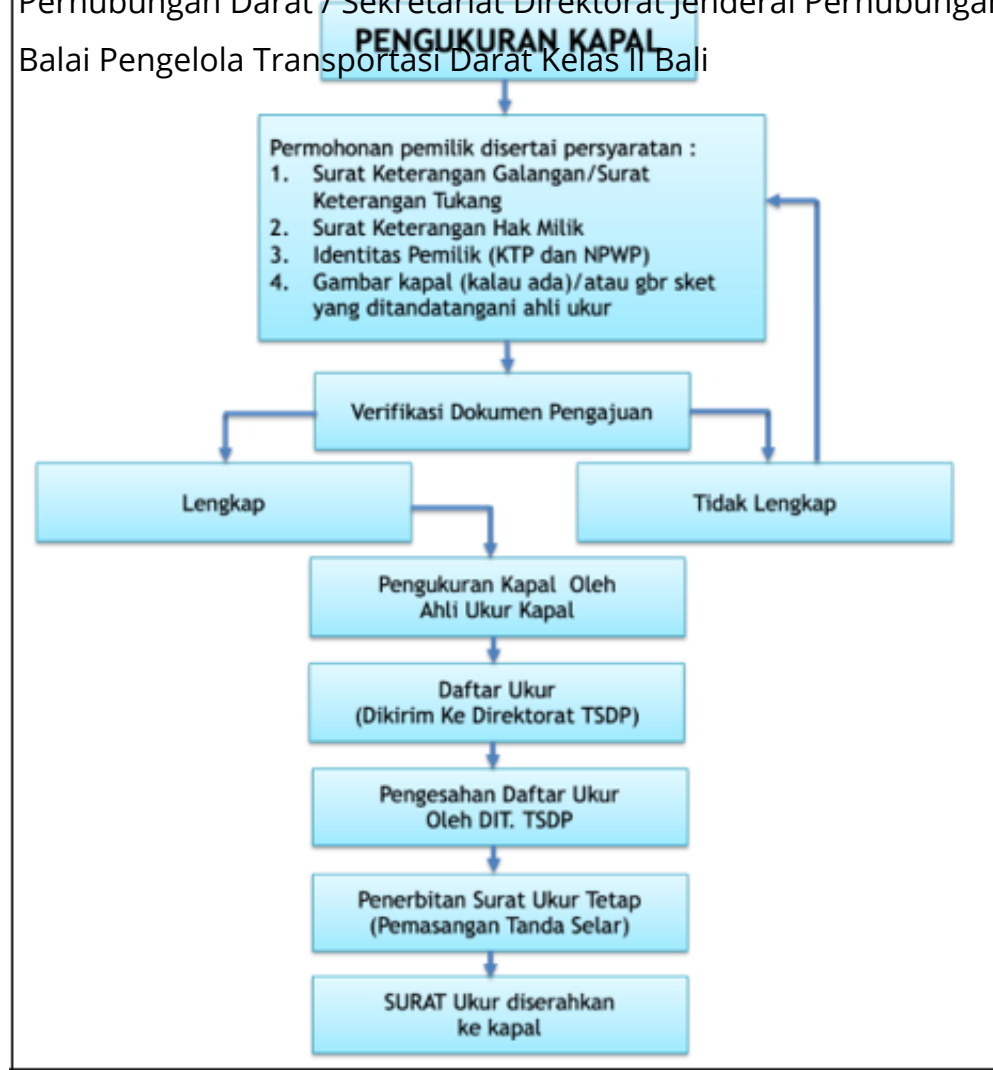 Perhubungan Darat / Sekretariat Direktorat Jenderal Perhubungan
PENGUKURAN KAPAL
Balai Pengelola Transportasi Darat Kelas II Bali
Permohonan pemilik disertai persyaratan :
1. Surat Keterangan Galangan/Surat
Keterangan Tukang
2. Surat Keterangan Hak Milik
3. Identitas Pemilik (KTP dan NPWP)
4. Gambar kapal (kalau ada)/atau gbr sket
yang ditandatangani ahli ukur
Verifikasi Dokumen Pengajuan
Lengkap
Tidak Lengkap
Pengukuran Kapal Oleh
Ahli Ukur Kapal
Daftar Ukur
(Dikirim Ke Direktorat TSDP)
Pengesahan Daftar Ukur
Oleh DIT. TSDP
Penerbitan Surat Ukur Tetap
(Pemasangan Tanda Selar)
SURAT Ukur diserahkan
ke kapal